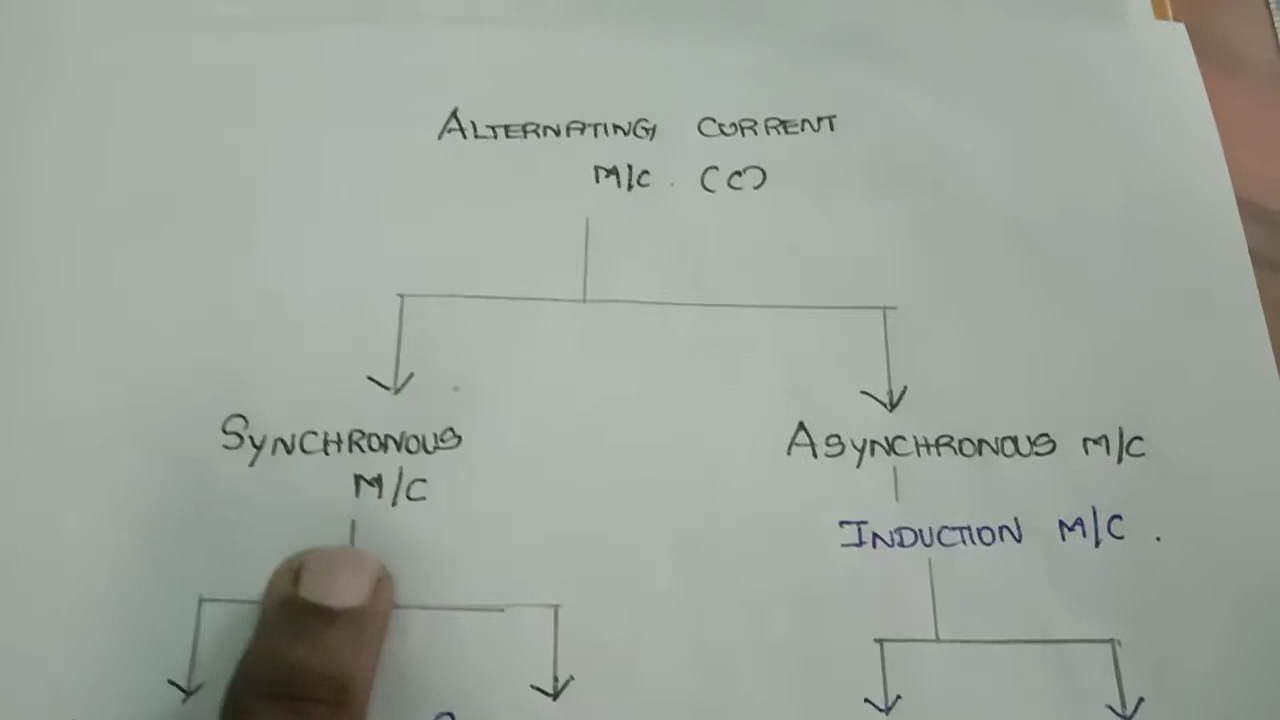 ALTERNATING CURRENT
M/C. (C)
SYNCHRONOUS
M/C
ASYNCHRONOUS M/C
INDUCTION M/C.